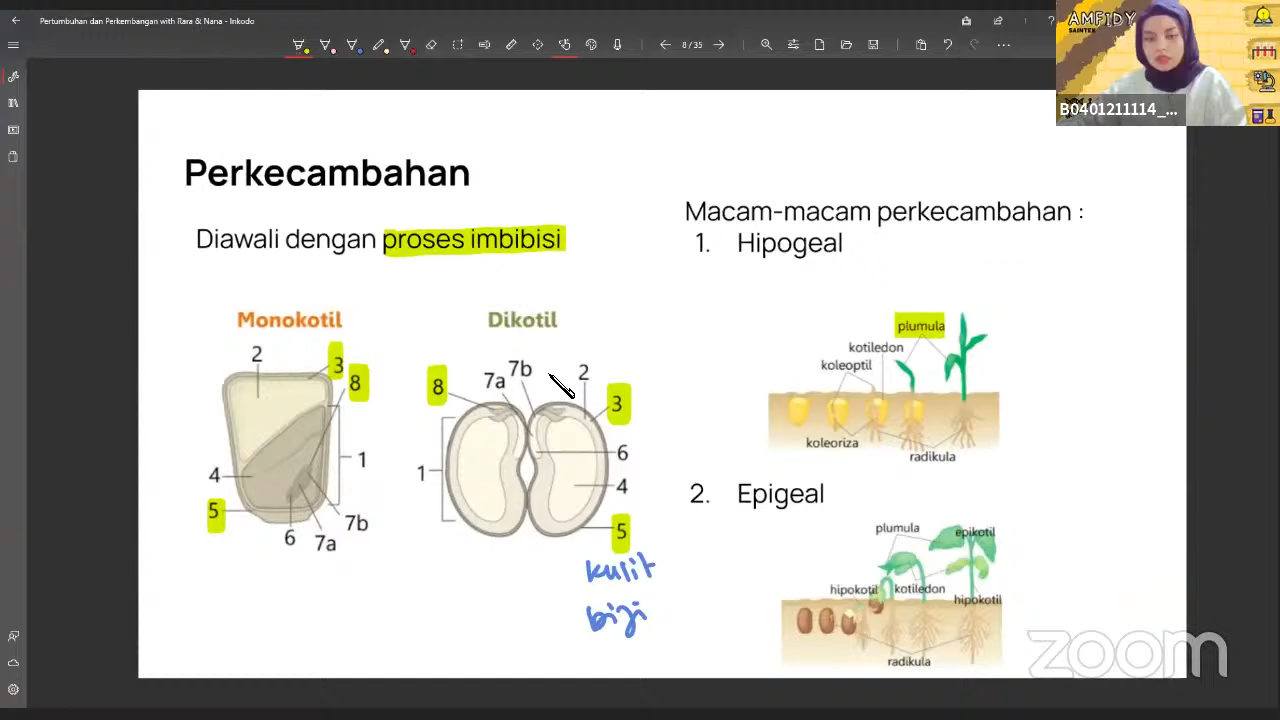 Pertumbuhan dan Perkembangan with Rara & Nana - Inkodo
8/35
AMFIDY
SAINTEK
B0401211114_...
Perkecambahan
Diawali dengan proses imbibisi
Monokotil
2
3
8
1
4
5
6
7a
7b
Dikotil
7b
7a
2
8
3
6
1
4
5
kulit
biji
Macam-macam perkecambahan :
1. Hipogeal
plumula
kotiledon
koleoptil
koleoriza
radikula
2. Epigeal
plumula
epikotil
hipokotil
kotiledon
hipokotil
radikula
zoom